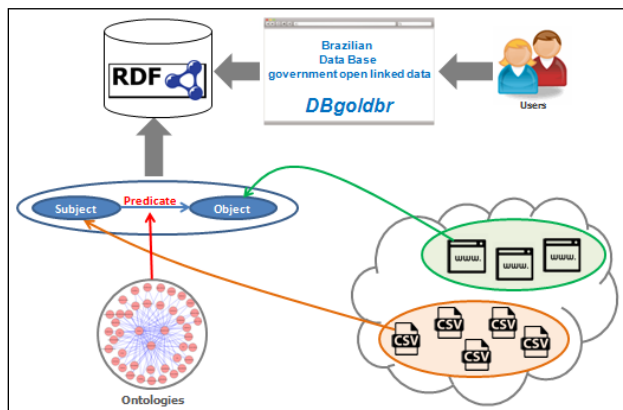 RDF
Brazilian
Data Base
government open linked data
DBgoldbr
Users
Predicate
Subject
Object
www.
www.
www.
CSV
CSV
CSV
CSV
CSV
Ontologies